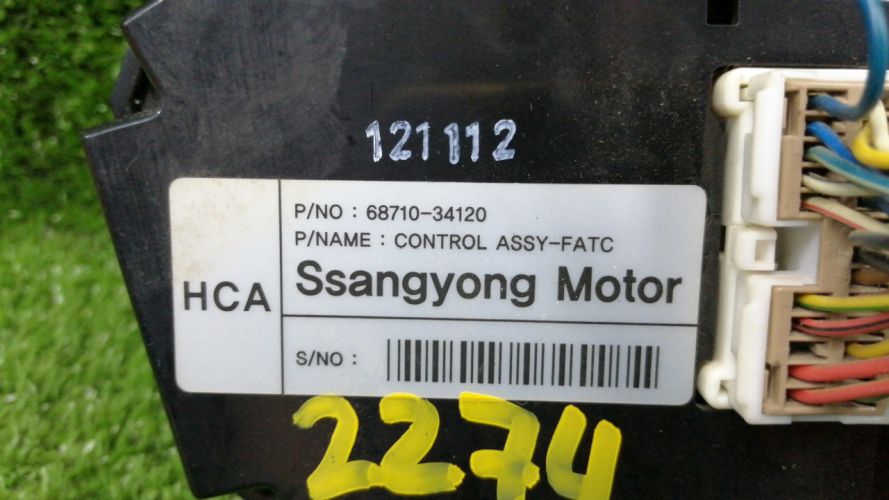 121112
P/NO : 68710-34120
P/NAME : CONTROL ASSY-FATC
HCA
Ssangyong Motor
S/NO :
2274